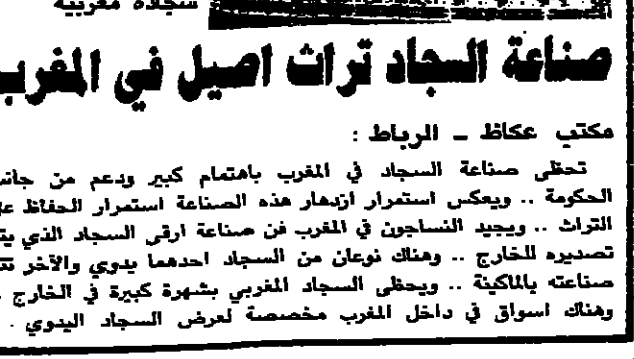 سجادة مغربية
صناعة السجاد تراث اصيل في المغرب
مكتب عكاظ ــ الرباط :
تحظى صناعة السجاد في المغرب باهتمام كبير ودعم من جانب
الحكومة .. ويعكس استمرار ازدهار هذه الصناعة استمرار الحفاظ على
التراث .. ويجيد النساجون في المغرب فن صناعة ارقى السجاد الذي
تصديره للخارج .. وهناك نوعان من السجاد احدهما يدوي والآخر
صناعته بالماكينة .. ويحظى السجاد المغربي بشهرة كبيرة في الخارج .
وهناك اسواق في داخل المغرب مخصصة لعرض السجاد اليدوي .